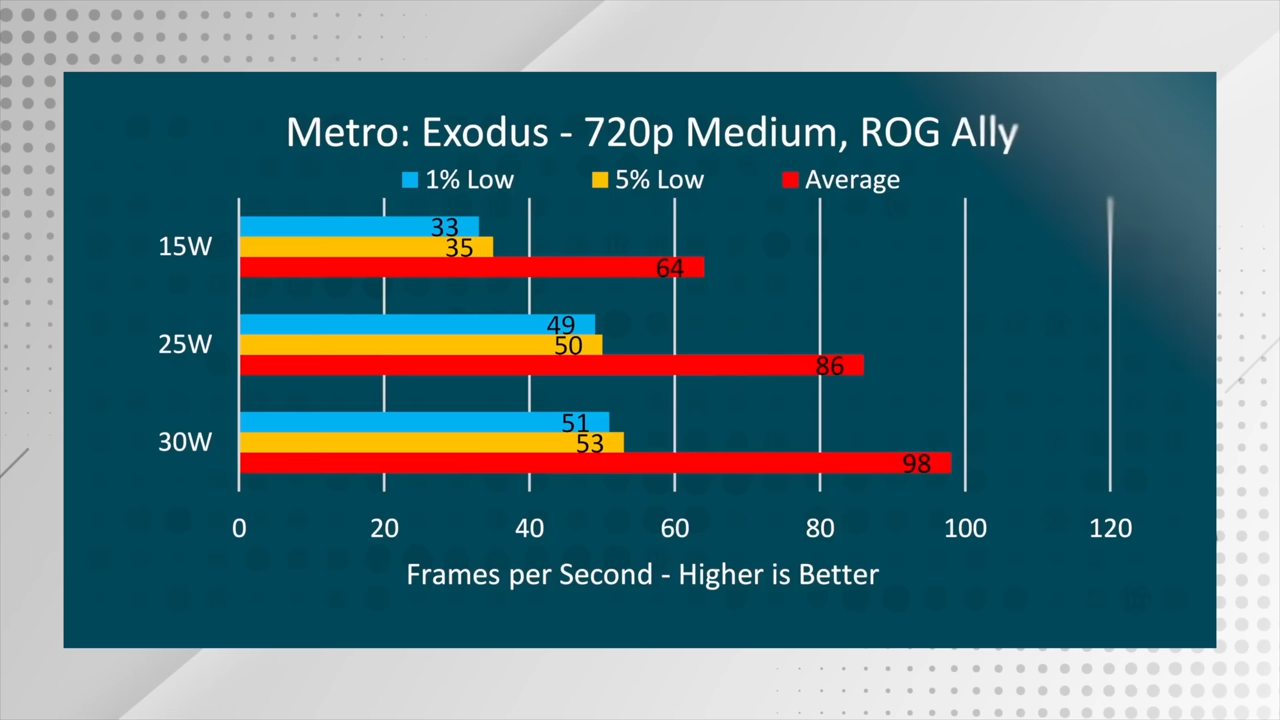 Metro: Exodus - 720p Medium, ROG Ally
1% Low 5% Low Average
15W
33
35
64
25W
49
50
86
30W
51
53
98
0 20 40 60 80 100 120
Frames per Second - Higher is Better